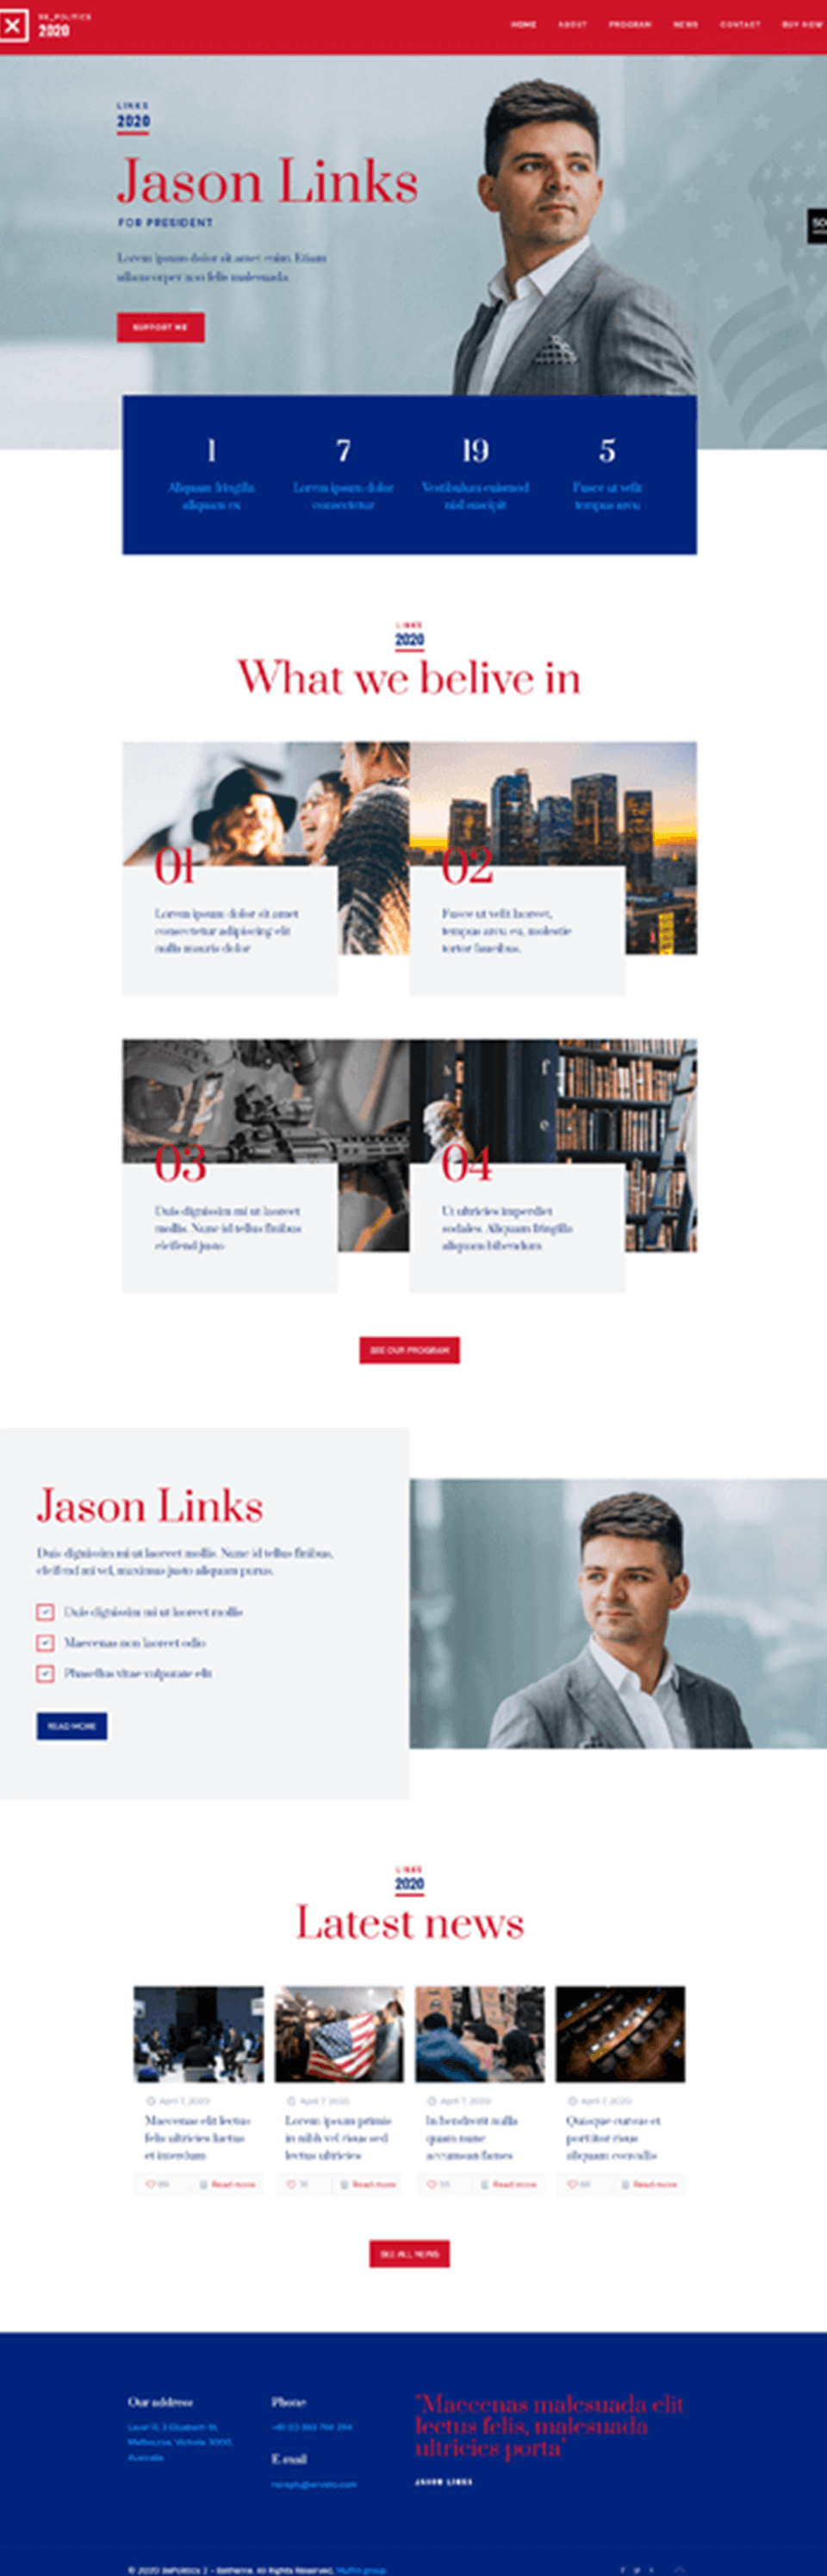 BE_POLITICS
2020
HOME ABOUT PROGRAM NEWS CONTACT BUY NOW
LINKS
2020
Jason Links
FOR PRESIDENT
Lorem ipsum dolor sit amet enim. Etiam
ullamcorper non felis malesuada.
SUPPORT ME
1
Aliquam fringilla
aliquam ex
7
Lorem ipsum dolor
consectetur
19
Vestibulum euismod
nisl suscipit
5
Fusce ut velit
tempus arcu
LINKS
2020
What we belive in
01
Lorem ipsum dolor sit amet
consectetur adipiscing elit
nulla mauris dolor
02
Fusce ut velit laoreet,
tempus arcu eu, molestie
tortor faucibus.
03
Duis dignissim mi ut laoreet
mollis. Nunc id tellus finibus
eleifend justo
04
Ut ultricies imperdiet
sodales. Aliquam fringilla
aliquam bibendum
SEE OUR PROGRAM
Jason Links
Duis dignissim mi ut laoreet mollis. Nunc id tellus finibus,
eleifend mi vel, maximus justo aliquam purus.
Duis dignissim mi ut laoreet mollis
Maecenas non laoreet odio
Phasellus vitae vulputate elit
READ MORE
LINKS
2020
Latest news
April 7, 2020
Maecenas elit lectus
felis ultricies luctus
et interdum
Read more
April 7, 2020
Lorem ipsum primis
in nibh vel risus sed
lectus ultricies
Read more
April 7, 2020
In hendrerit nulla
quam nunc
accumsan fames
Read more
April 7, 2020
Quisque cursus et
porttitor risus
aliquam convallis
Read more
SEE ALL NEWS
Our address
Level 13, 2 Elizabeth St,
Melbourne, Victoria 3000,
Australia
Phone
E-mail
noreply@envato.com
"Maecenas malesuada elit
lectus felis, malesuada
ultricies porta"
JASON LINKS
© 2020 BePolitics 2 - Betheme. All Rights Reserved. Muffin group